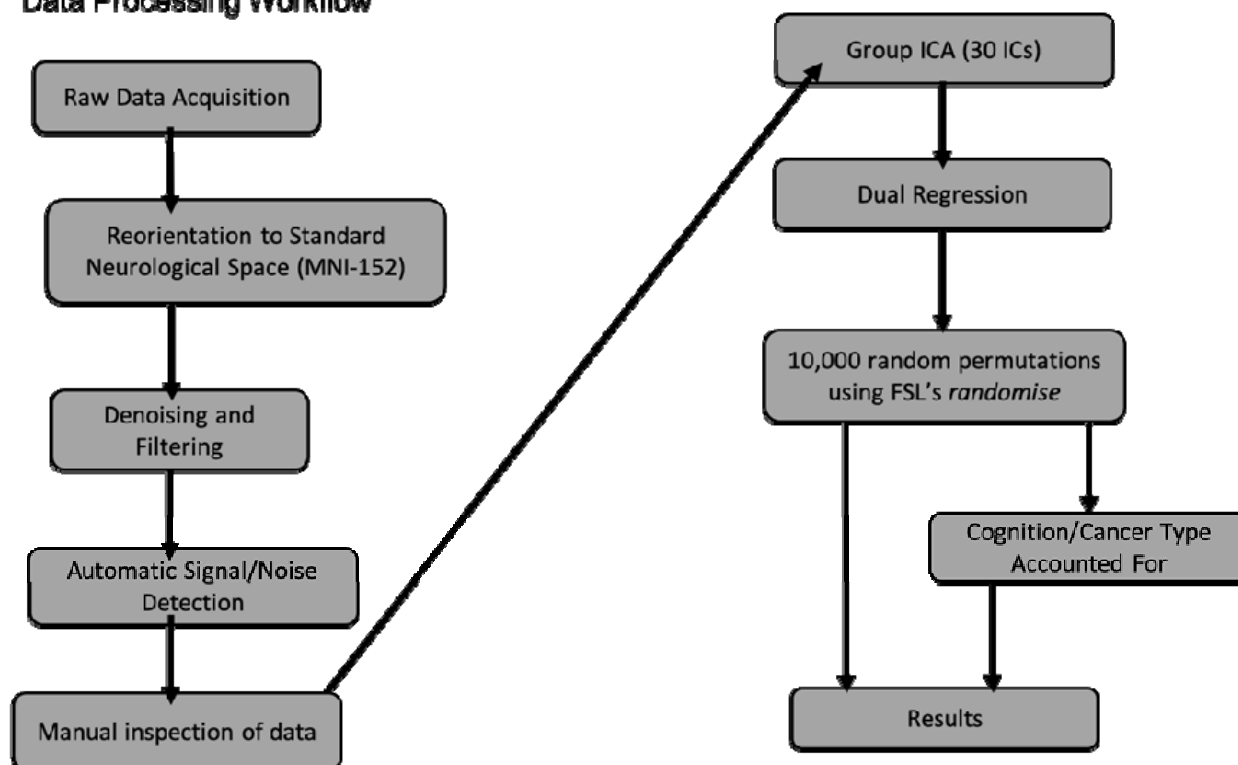 Data Processing Workflow
Raw Data Acquisition
Reorientation to Standard
Neurological Space (MNI-152)
Denoising and
Filtering
Automatic Signal/Noise
Detection
Manual inspection of data
Group ICA (30 ICs)
Dual Regression
10,000 random permutations
using FSL's randomise
Cognition/Cancer Type
Accounted For
Results